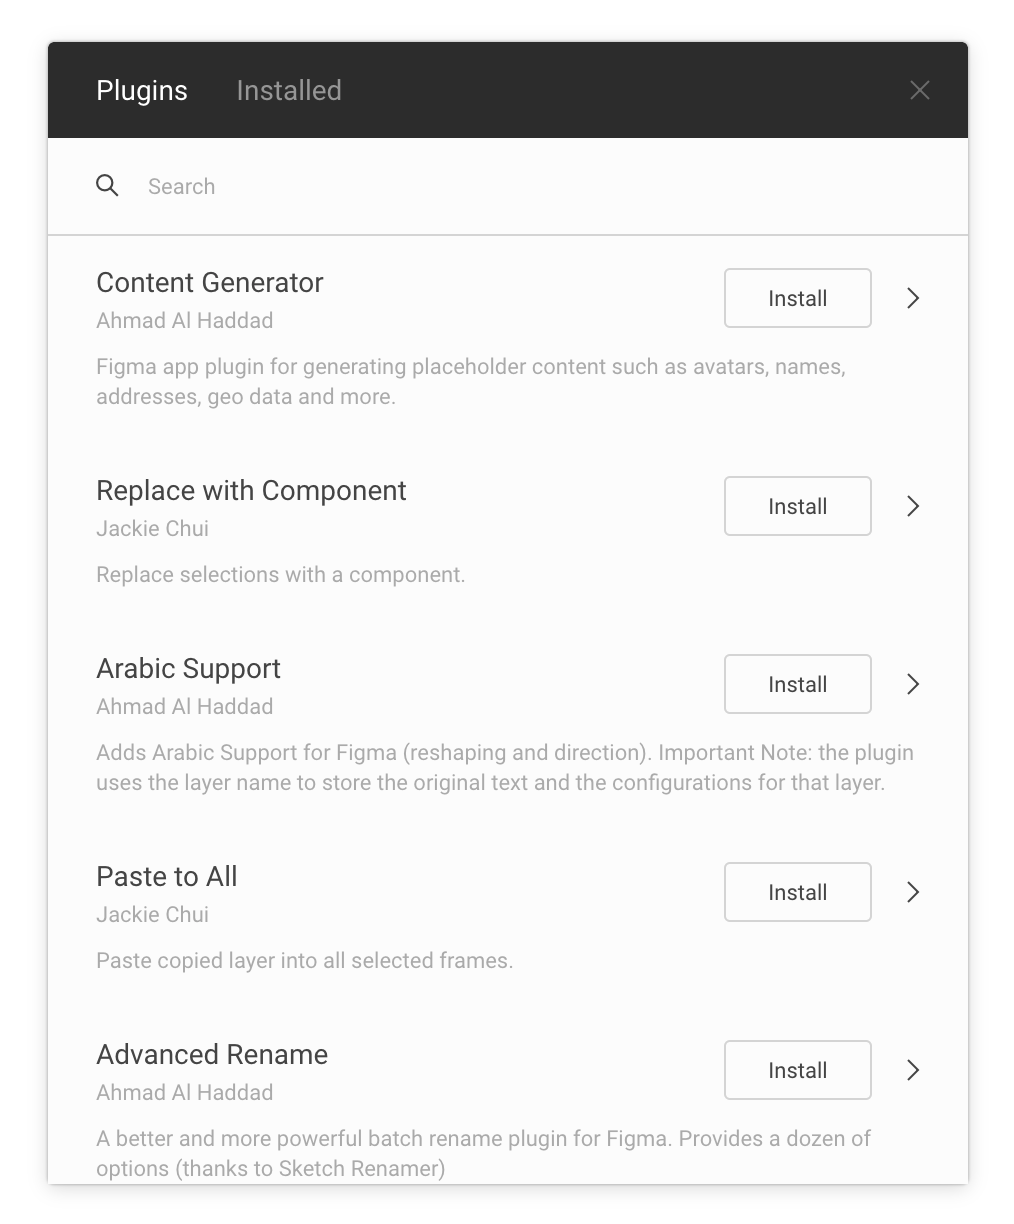 Plugins Installed
Search
Content Generator
Install
Ahmad Al Haddad
Figma app plugin for generating placeholder content such as avatars, names,
addresses, geo data and more.
Replace with Component
Install
Jackie Chui
Replace selections with a component.
Arabic Support
Install
Ahmad Al Haddad
Adds Arabic Support for Figma (reshaping and direction). Important Note: the plugin
uses the layer name to store the original text and the configurations for that layer.
Paste to All
Install
Jackie Chui
Paste copied layer into all selected frames.
Advanced Rename
Install
Ahmad Al Haddad
A better and more powerful batch rename plugin for Figma. Provides a dozen of
options (thanks to Sketch Renamer)